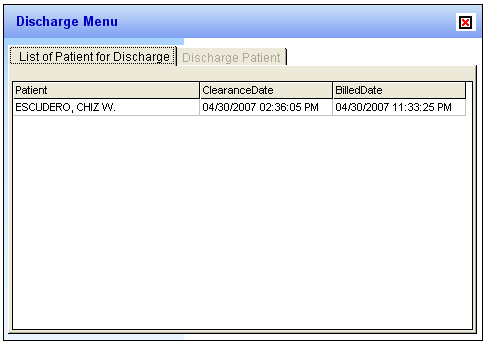 Discharge Menu
List of Patient for Discharge Discharge Patient
Patient ClearanceDate BilledDate
ESCUDERO, CHIZ W. 04/30/2007 02:36:05 PM 04/30/2007 11:33:25 PM